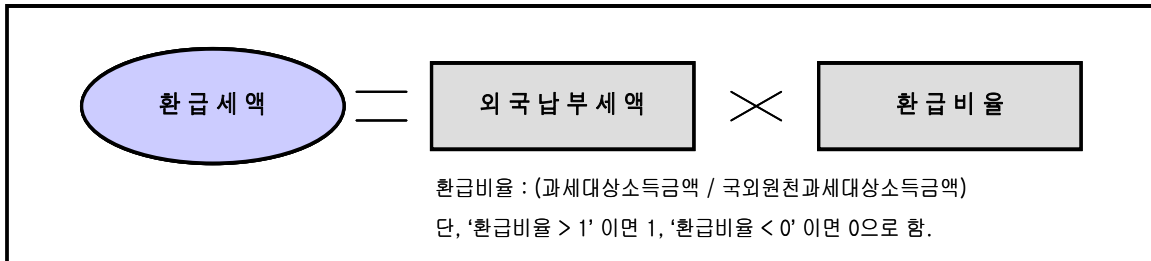 환 급 세 액 = 외 국 납 부 세 액 × 환 급 비 율
환급비율 : (과세대상소득금액 / 국외원천과세대상소득금액)
단, ‘환급비율 > 1’ 이면 1, ‘환급비율 < 0’ 이면 0으로 함.